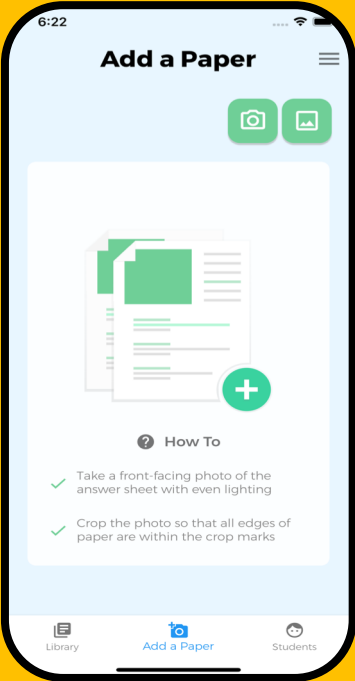 6:22
Add a Paper
How To
Take a front-facing photo of the
answer sheet with even lighting
Crop the photo so that all edges of
paper are within the crop marks
Library
Add a Paper
Students